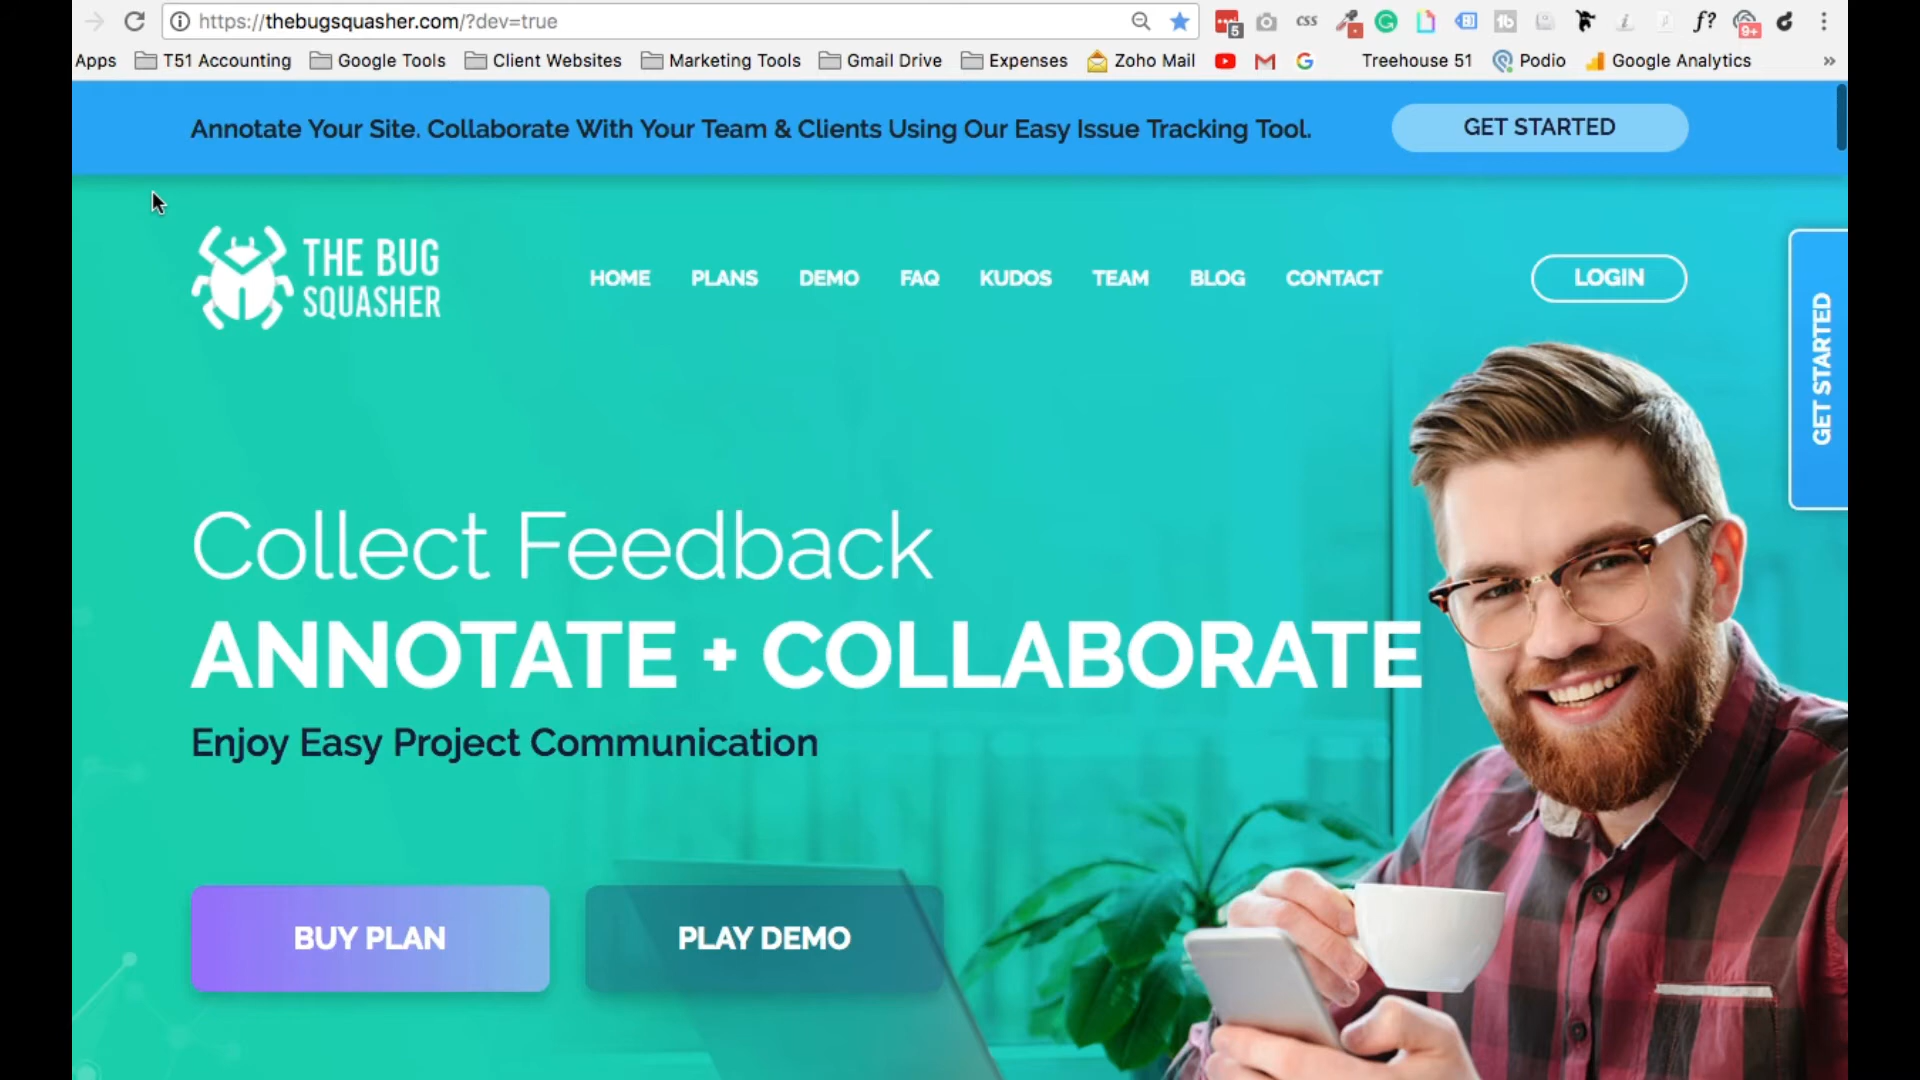 https://thebugsquasher.com/?dev=true
5
css
f?
9+
Apps T51 Accounting Google Tools Client Websites Marketing Tools Gmail Drive Expenses Zoho Mail Treehouse 51 Podio Google Analytics »
Annotate Your Site. Collaborate With Your Team & Clients Using Our Easy Issue Tracking Tool.
GET STARTED
THE BUG
SQUASHER
HOME PLANS DEMO FAQ KUDOS TEAM BLOG CONTACT
LOGIN
GET STARTED
Collect Feedback
ANNOTATE + COLLABORATE
Enjoy Easy Project Communication
BUY PLAN
PLAY DEMO